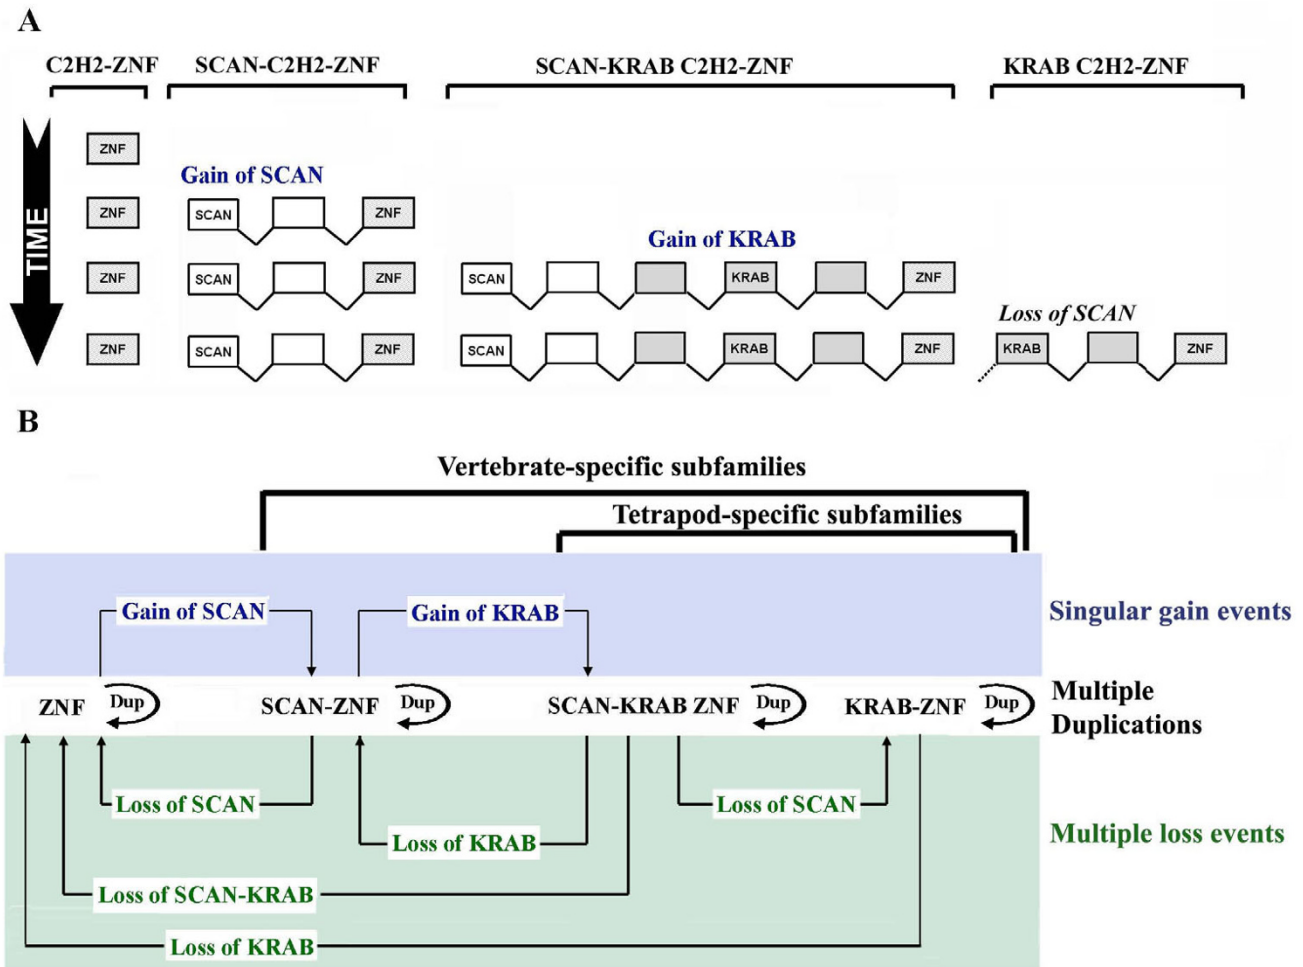 A
C2H2-ZNF SCAN-C2H2-ZNF SCAN-KRAB C2H2-ZNF KRAB C2H2-ZNF
TIME
ZNF
Gain of SCAN
ZNF SCAN ZNF
Gain of KRAB
ZNF SCAN ZNF SCAN KRAB ZNF
Loss of SCAN
ZNF SCAN ZNF SCAN KRAB ZNF KRAB ZNF
B
Vertebrate-specific subfamilies
Tetrapod-specific subfamilies
Gain of SCAN Gain of KRAB Singular gain events
ZNF Dup SCAN-ZNF Dup SCAN-KRAB ZNF Dup KRAB-ZNF Dup Multiple
Duplications
Loss of SCAN Loss of SCAN
Loss of KRAB Multiple loss events
Loss of SCAN-KRAB
Loss of KRAB